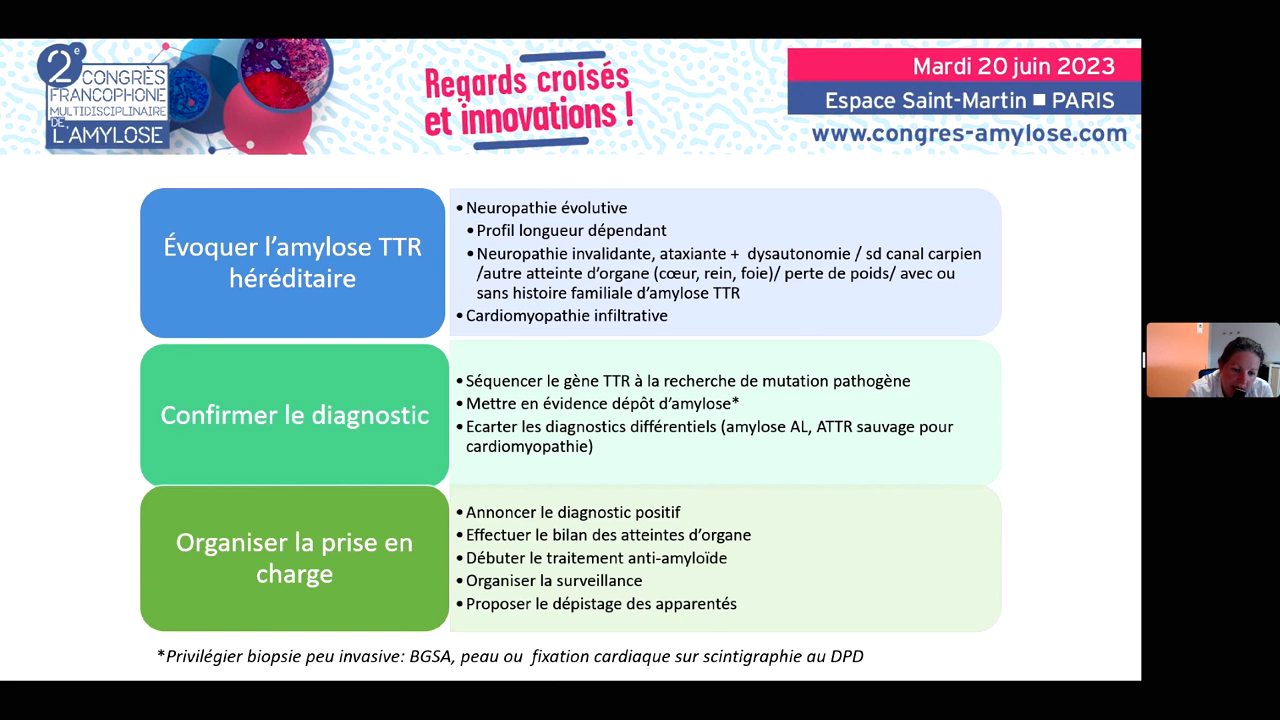 2e CONGRÈS
FRANCOPHONE
MULTIDISCIPLINAIRE
DE
L'AMYLOSE
Regards croisés
et innovations !
Mardi 20 juin 2023
Espace Saint-Martin ■ PARIS
www.congres-amylose.com
Évoquer l'amylose TTR
héréditaire
• Neuropathie évolutive
• Profil longueur dépendant
• Neuropathie invalidante, ataxiante + dysautonomie / sd canal carpien
/autre atteinte d'organe (cœur, rein, foie)/ perte de poids/ avec ou
sans histoire familiale d'amylose TTR
• Cardiomyopathie infiltrative
Confirmer le diagnostic
• Séquencer le gène TTR à la recherche de mutation pathogène
• Mettre en évidence dépôt d'amylose*
• Ecarter les diagnostics différentiels (amylose AL, ATTR sauvage pour
cardiomyopathie)
Organiser la prise en
charge
• Annoncer le diagnostic positif
• Effectuer le bilan des atteintes d'organe
• Débuter le traitement anti-amyloïde
• Organiser la surveillance
• Proposer le dépistage des apparentés
*Privilégier biopsie peu invasive: BGSA, peau ou fixation cardiaque sur scintigraphie au DPD